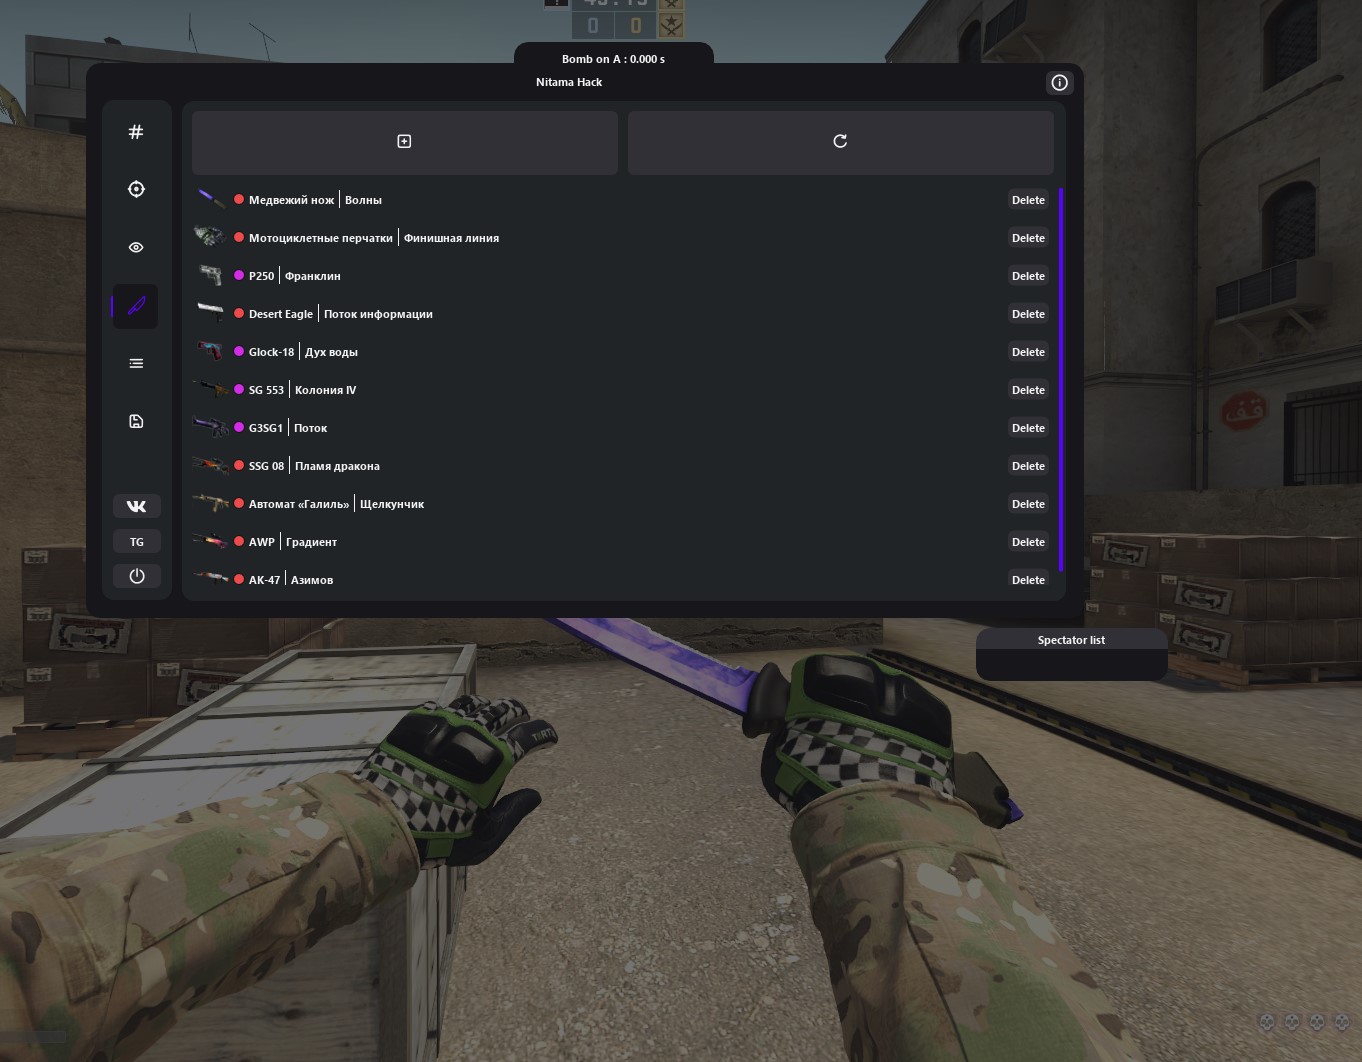 0 0
Bomb on A : 0.000 s
Nitama Hack
Медвежий нож | Волны Delete
Мотоциклетные перчатки | Финишная линия Delete
P250 | Франклин Delete
Desert Eagle | Поток информации Delete
Glock-18 | Дух воды Delete
SG 553 | Колония IV Delete
G3SG1 | Поток Delete
SSG 08 | Пламя дракона Delete
Автомат «Галиль» | Щелкунчик Delete
AWP | Градиент Delete
AK-47 | Азимов Delete
TG
Spectator list